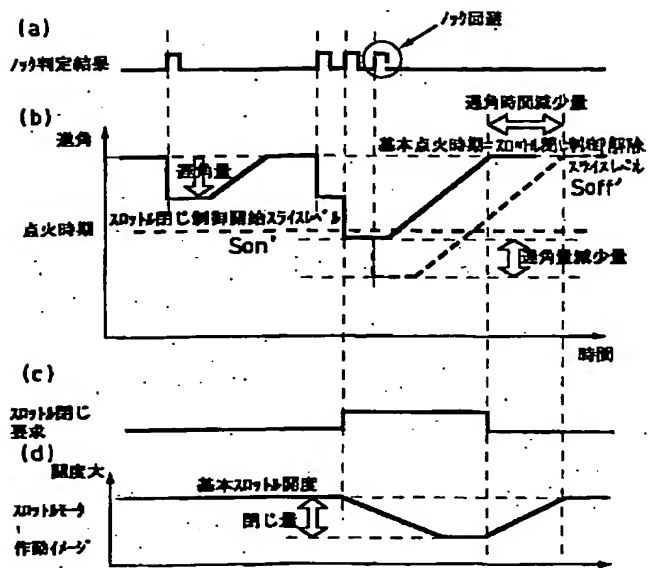 (a)
ノック回避
ノック判定結果
遅角時間減少量
(b)
進角
基本点火時期=スロットル閉じ制御解除
スライスレベル
Soff'
遅角量
スロットル閉じ制御開始スライスレベル
点火時期
Son'
遅角量減少量
時間
(c)
スロットル閉じ
要求
(d)
開度大
基本スロットル開度
スロットルモータ
閉じ量
作動イメージ
時間